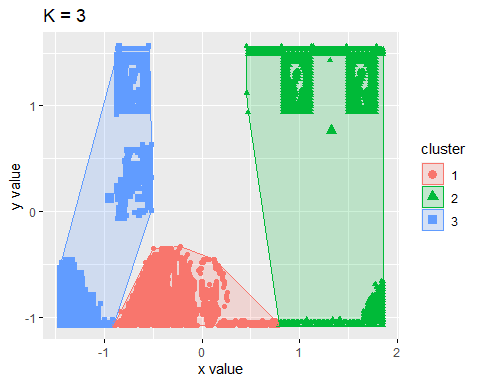 K = 3
y value
1
0
-1
-1
0
1
2
x value
cluster
1
2
3